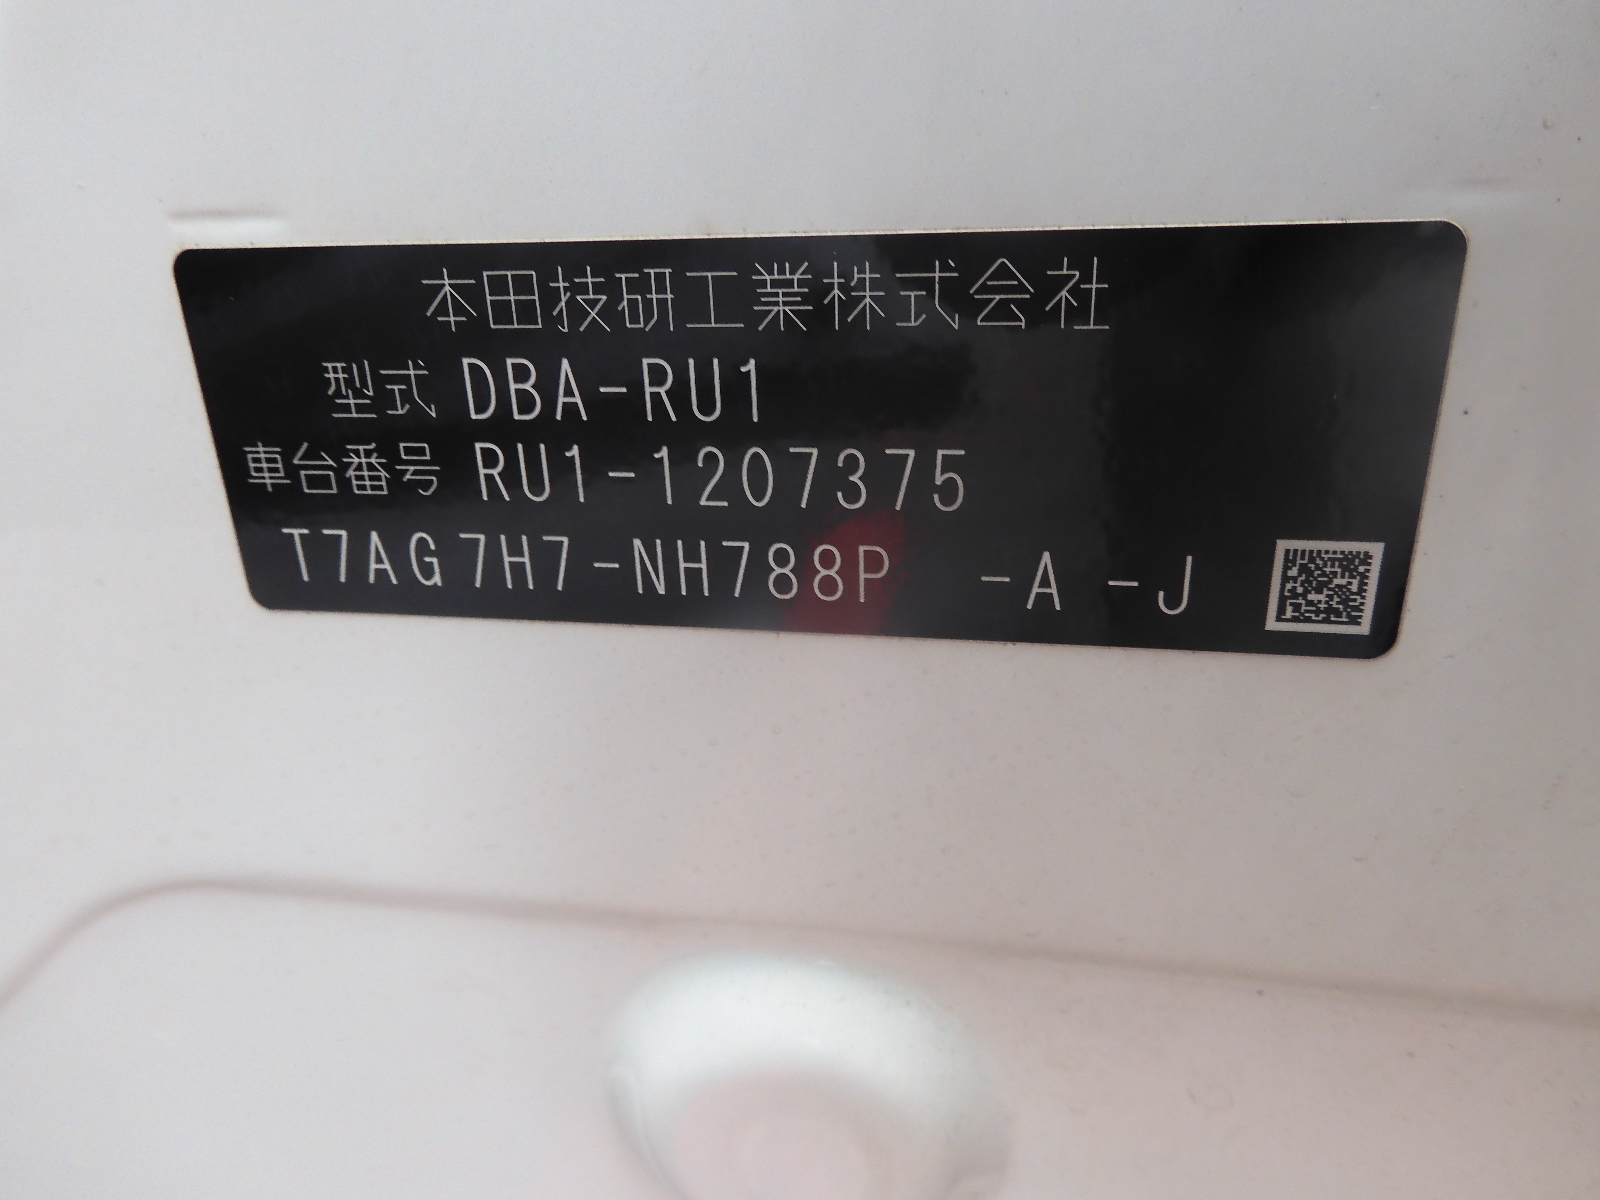 本田技研工業株式会社
型式 DBA-RU1
車台番号 RU1-1207375
T7AG7H7-NH788P -A -J